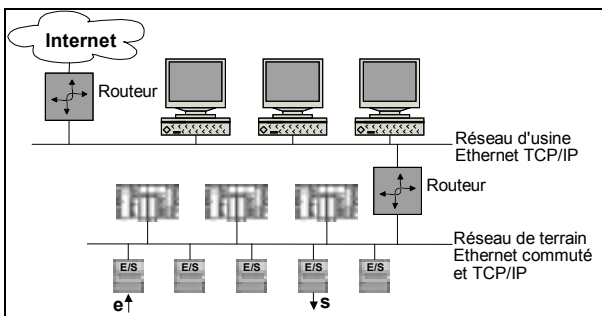 Internet
Routeur
Réseau d'usine
Ethernet TCP/IP
Routeur
Réseau de terrain
Ethernet commuté
et TCP/IP
E/S E/S E/S E/S E/S
e s